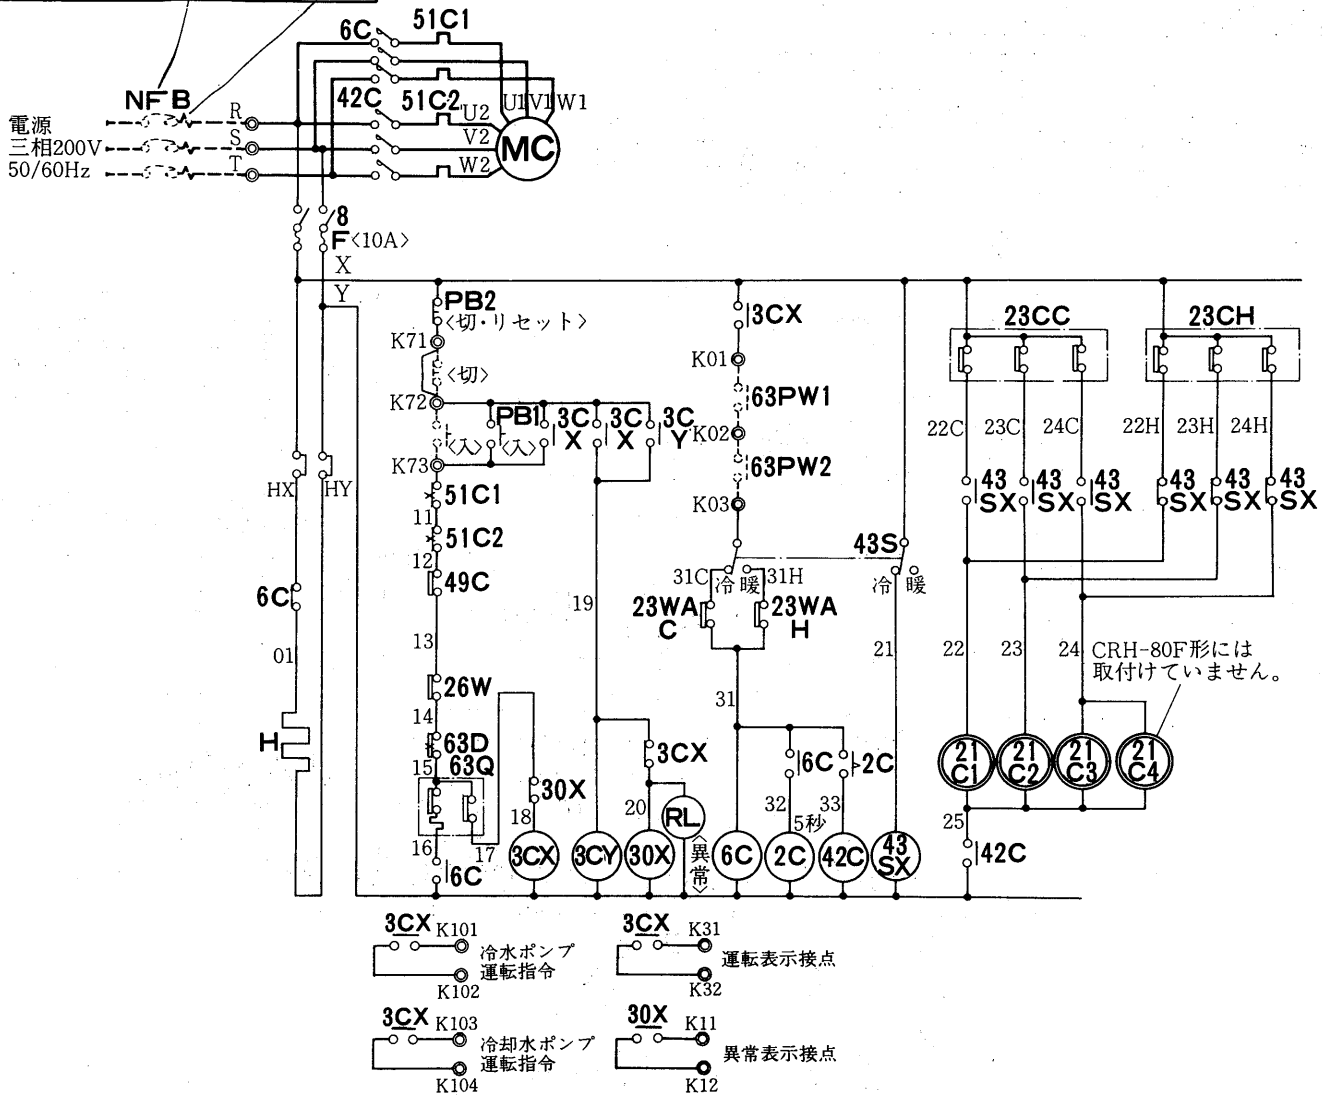 6C
51C1
NFB
42C
51C2
U1
V1
W1
R
U2
電源
三相200V
50/60Hz
S
V2
MC
T
W2
8
F〈10A〉
X
Y
PB2
〈切・リセット〉
K71
〈切〉
K72
PB1
〈入〉
〈入〉
3C
X
3C
X
3C
Y
K73
51C1
11
51C2
12
49C
13
26W
14
63D
15
63Q
16
17
6C
HX
HY
6C
01
H
30X
18
3CX
19
3CY
3CX
20
RL
〈異常〉
30X
3CX
K01
63PW1
K02
63PW2
K03
43S
31C
冷
暖
31H
冷
暖
23WA
C
23WA
H
31
21
6C
2C
32
33
5秒
6C
2C
42C
43
SX
23CC
23CH
22C
23C
24C
22H
23H
24H
43
SX
43
SX
43
SX
43
SX
43
SX
43
SX
22
23
24
CRH-80F形には
取付けていません。
21
C1
21
C2
21
C3
21
C4
25
42C
3CX
K101
冷水ポンプ
運転指令
K102
3CX
K31
運転表示接点
K32
3CX
K103
冷却水ポンプ
運転指令
K104
30X
K11
異常表示接点
K12